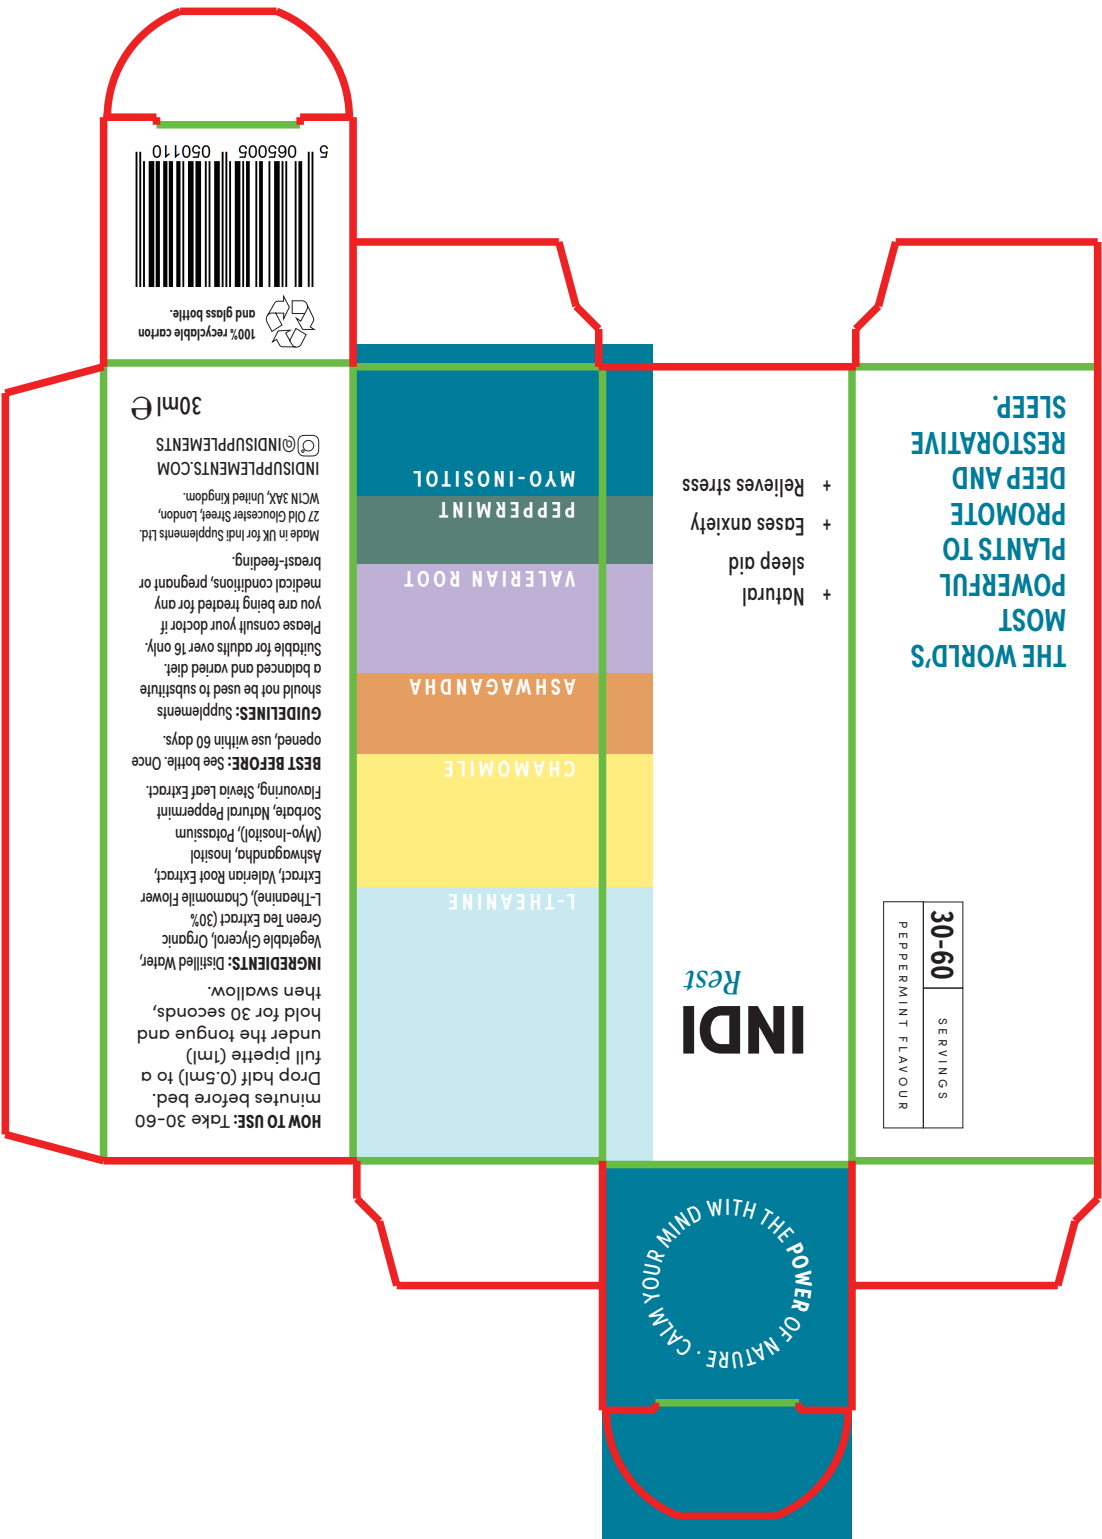 THE WORLD'S
MOST
POWERFUL
PLANTS TO
PROMOTE
DEEP AND
RESTORATIVE
SLEEP.
30-60
SERVINGS
PEPPERMINT FLAVOUR
INDI
Rest
+ Natural
sleep aid
+ Eases anxiety
+ Relieves stress
L-THEANINE
CHAMOMILE
ASHWAGANDHA
VALERIAN ROOT
PEPPERMINT
MYO-INOSITOL
HOW TO USE: Take 30-60
minutes before bed.
Drop half (0.5ml) to a
full pipette (1ml)
under the tongue and
hold for 30 seconds,
then swallow.
INGREDIENTS: Distilled Water,
Vegetable Glycerol, Organic
Green Tea Extract (30%
L-Theanine), Chamomile Flower
Extract, Valerian Root Extract,
Ashwagandha, Inositol
(Myo-Inositol), Potassium
Sorbate, Natural Peppermint
Flavouring, Stevia Leaf Extract.
BEST BEFORE: See bottle. Once
opened, use within 60 days.
GUIDELINES: Supplements
should not be used to substitute
a balanced and varied diet.
Suitable for adults over 16 only.
Please consult your doctor if
you are being treated for any
medical conditions, pregnant or
breast-feeding.
Made in UK for Indi Supplements Ltd.
27 Old Gloucester Street, London,
WC1N 3AX, United Kingdom.
INDISUPPLEMENTS.COM
@INDISUPPLEMENTS
30ml ℮
100% recyclable carton
and glass bottle.
5 065005 050110
CALM YOUR MIND WITH THE POWER OF NATURE ·